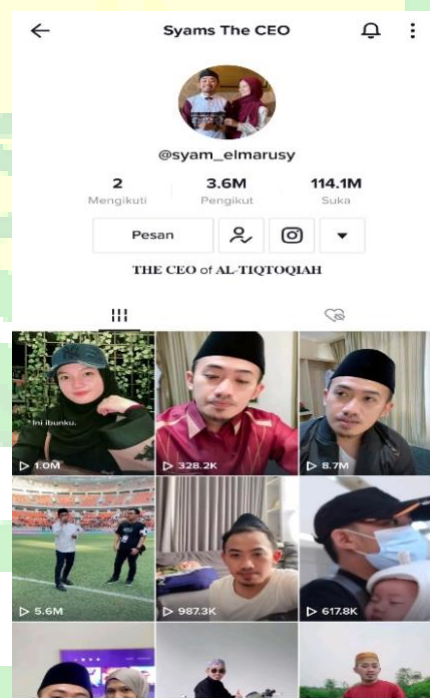 Syams The CEO
@syam_elmarusy
2 3.6M 114.1M
Mengikuti Pengikut Suka
Pesan
THE CEO of AL-TIQTOQIAH
Ini ibunku.
1.0M 328.2K 8.7M
5.6M 987.3K 617.8K